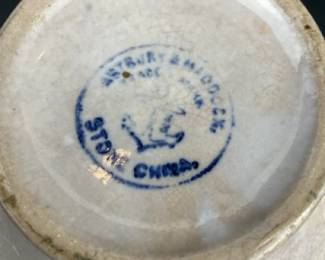 ASTBURY & MADDOCK
TRADE MARK
STONE CHINA.